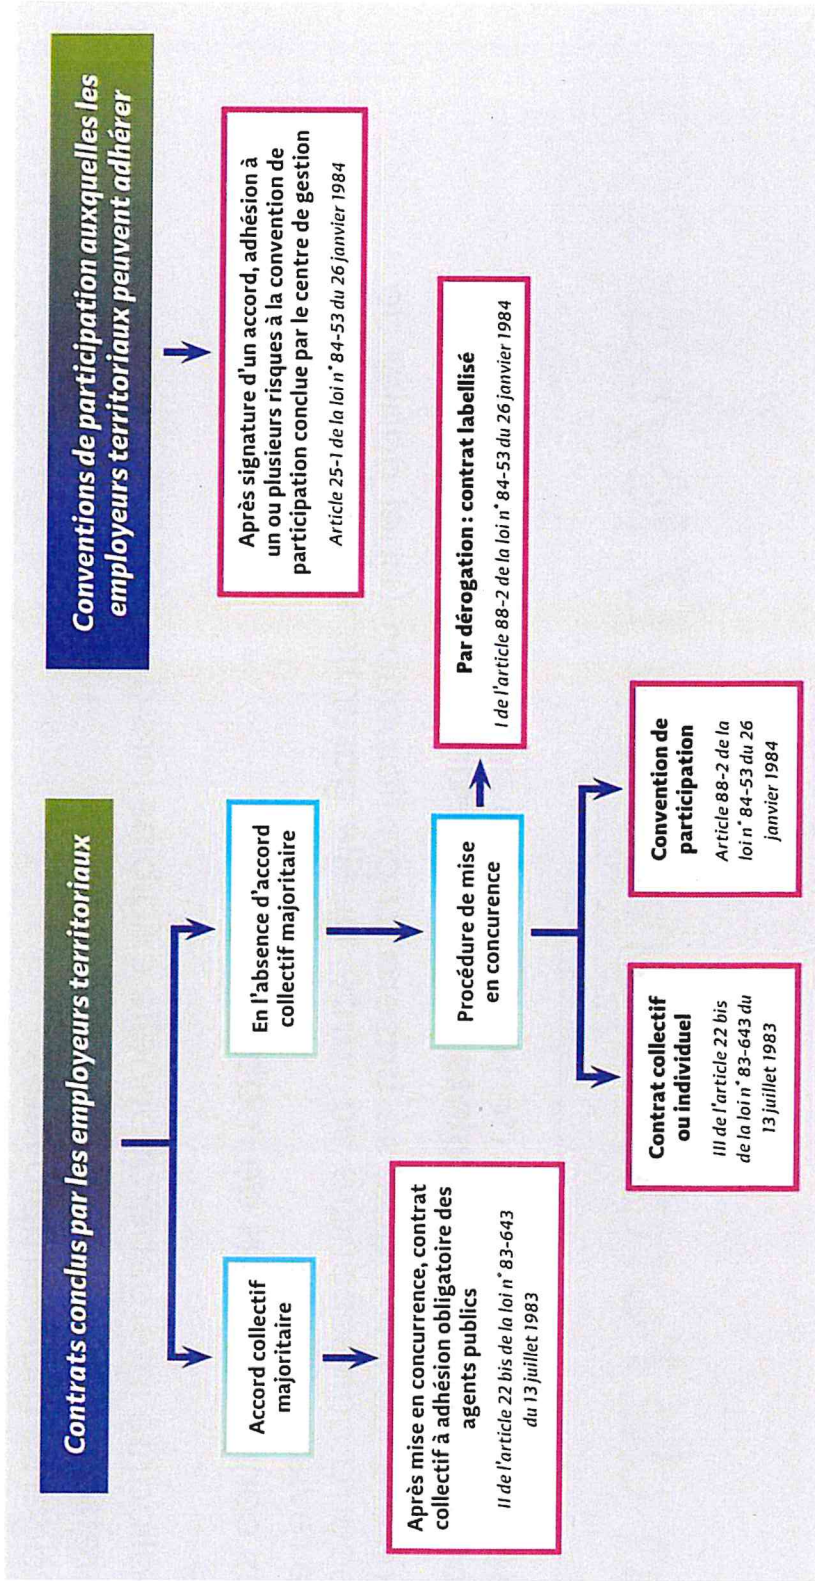 Contrats conclus par les employeurs territoriaux
Accord collectif
majoritaire
Après mise en concurrence, contrat
collectif à adhésion obligatoire des
agents publics
II de l'article 22 bis de la loi n° 83-643
du 13 juillet 1983
En l'absence d'accord
collectif majoritaire
Procédure de mise
en concurence
Par dérogation : contrat labellisé
I de l'article 88-2 de la loi n° 84-53 du 26 janvier 1984
Contrat collectif
ou individuel
III de l'article 22 bis
de la loi n° 83-643 du
13 juillet 1983
Convention de
participation
Article 88-2 de la
loi n° 84-53 du 26
janvier 1984
Conventions de participation auxquelles les
employeurs territoriaux peuvent adhérer
Après signature d'un accord, adhésion à
un ou plusieurs risques à la convention de
participation conclue par le centre de gestion
Article 25-1 de la loi n° 84-53 du 26 janvier 1984